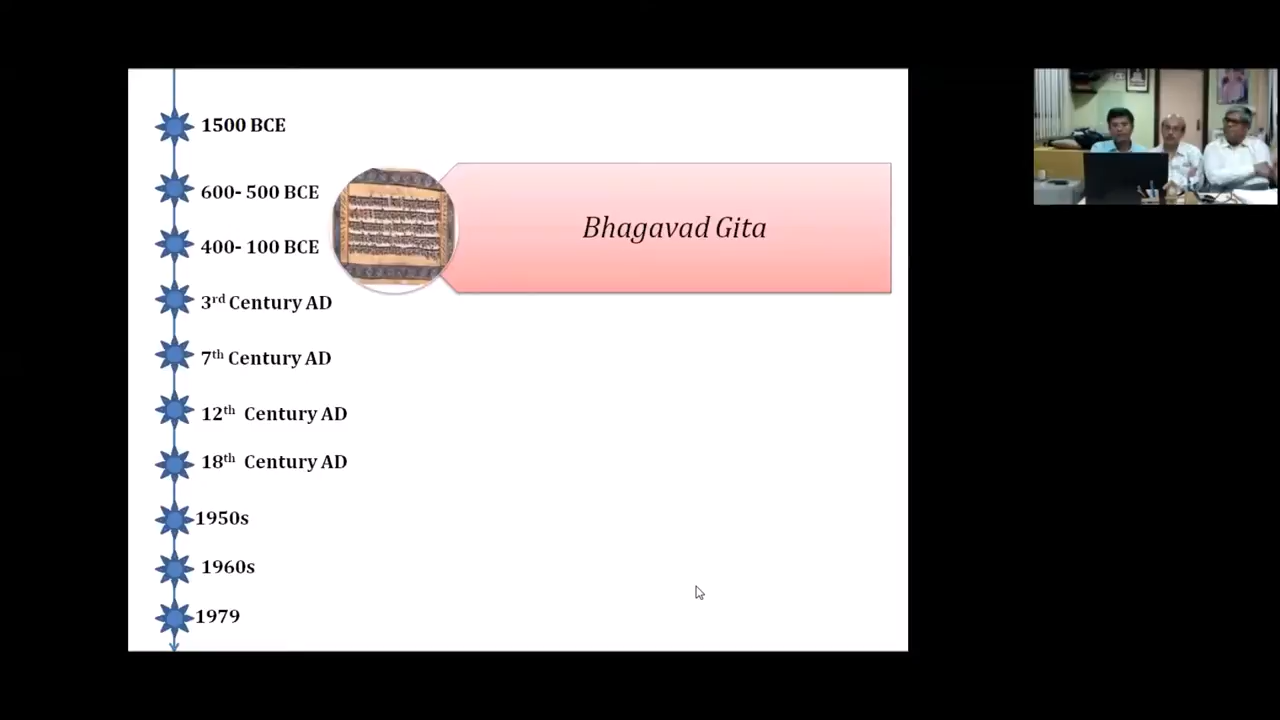 1500 BCE
600- 500 BCE
400- 100 BCE
Bhagavad Gita
3rd Century AD
7th Century AD
12th Century AD
18th Century AD
1950s
1960s
1979